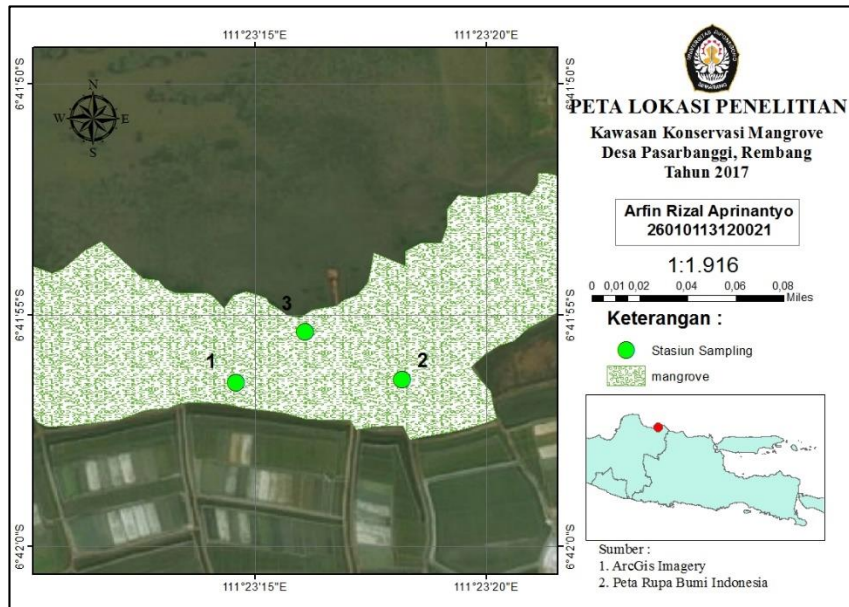 111°23'15"E 111°23'20"E
6°41'50"S 6°41'50"S
N
W E
S
3
6°41'55"S 6°41'55"S
1 2
6°42'0"S 6°42'0"S
111°23'15"E 111°23'20"E
UNIVERSITAS DIPONEGORO
SEMARANG
PETA LOKASI PENELITIAN
Kawasan Konservasi Mangrove
Desa Pasarbanggi, Rembang
Tahun 2017
Arfin Rizal Aprinantyo
26010113120021
1:1.916
0 0,01 0,02 0,04 0,06 0,08
Miles
Keterangan :
Stasiun Sampling
mangrove
Sumber :
1. ArcGis Imagery
2. Peta Rupa Bumi Indonesia